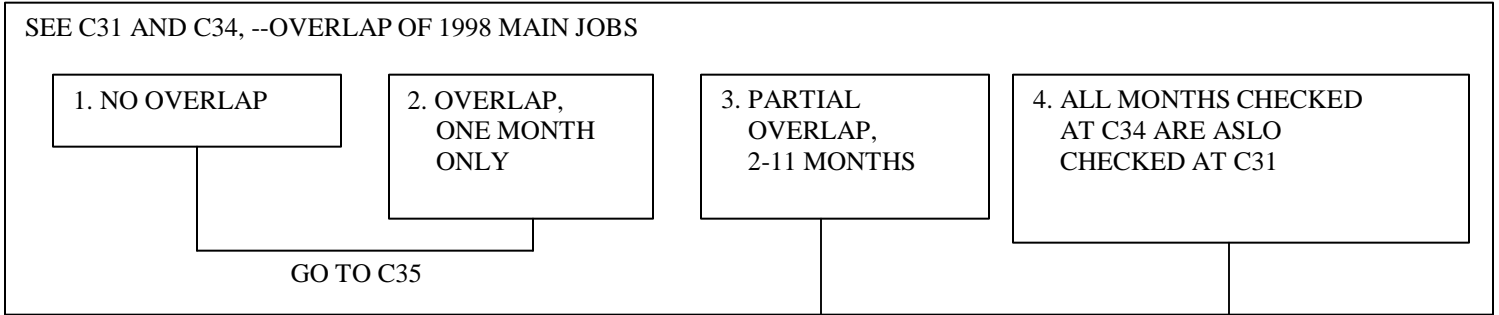 SEE C31 AND C34, --OVERLAP OF 1998 MAIN JOBS
1. NO OVERLAP
2. OVERLAP,
ONE MONTH
ONLY
3. PARTIAL
OVERLAP,
2-11 MONTHS
4. ALL MONTHS CHECKED
AT C34 ARE ASLO
CHECKED AT C31
GO TO C35